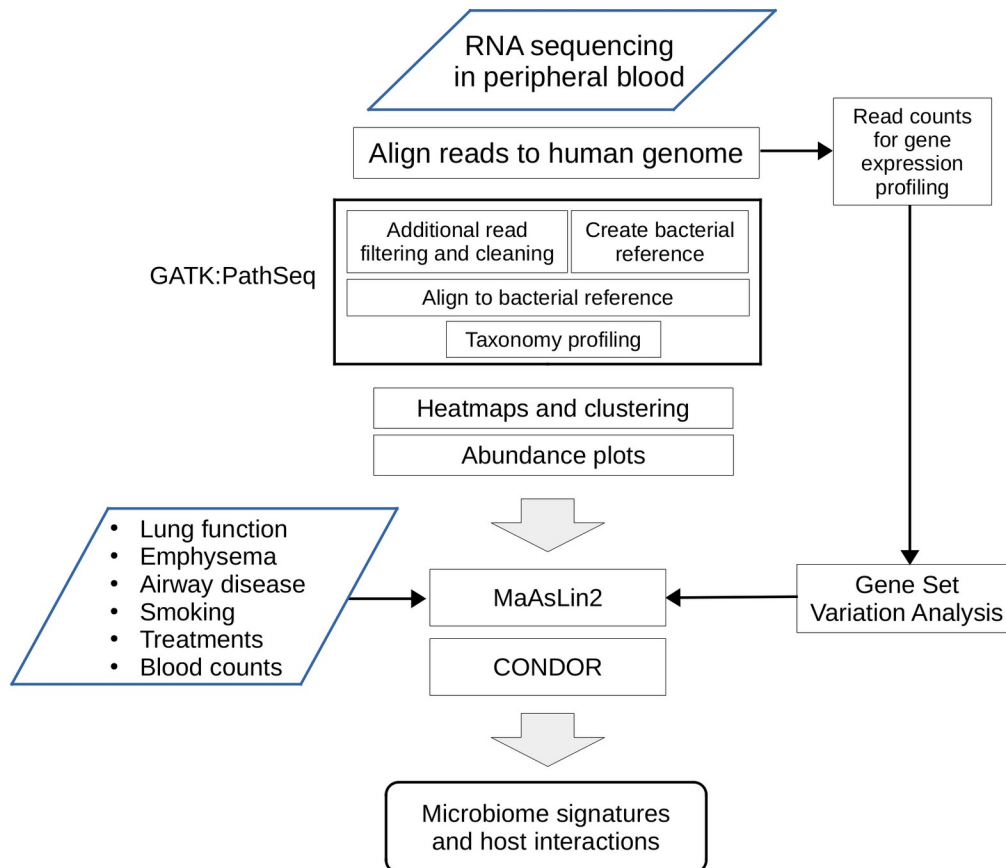 RNA sequencing
in peripheral blood
Align reads to human genome
Read counts
for gene
expression
profiling
GATK:PathSeq
Additional read
filtering and cleaning
Create bacterial
reference
Align to bacterial reference
Taxonomy profiling
Heatmaps and clustering
Abundance plots
• Lung function
• Emphysema
• Airway disease
• Smoking
• Treatments
• Blood counts
MaAsLin2
Gene Set
Variation Analysis
CONDOR
Microbiome signatures
and host interactions